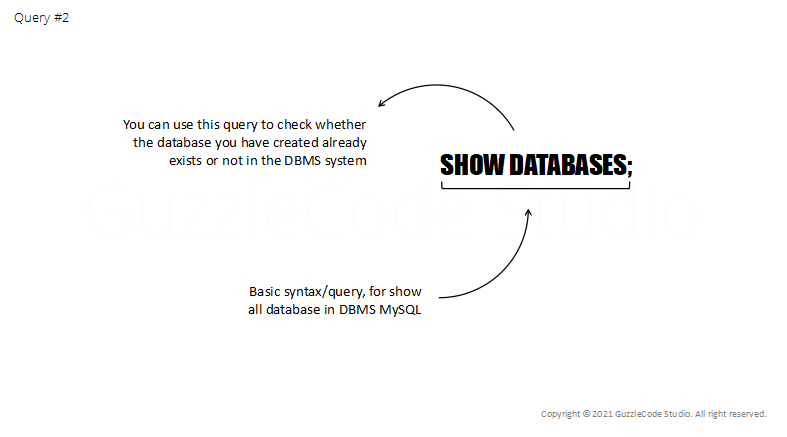 Query #2
You can use this query to check whether
the database you have created already
exists or not in the DBMS system
SHOW DATABASES;
GuzzleCode Studio
Basic syntax/query, for show
all database in DBMS MySQL
Copyright © 2021 GuzzleCode Studio. All right reserved.